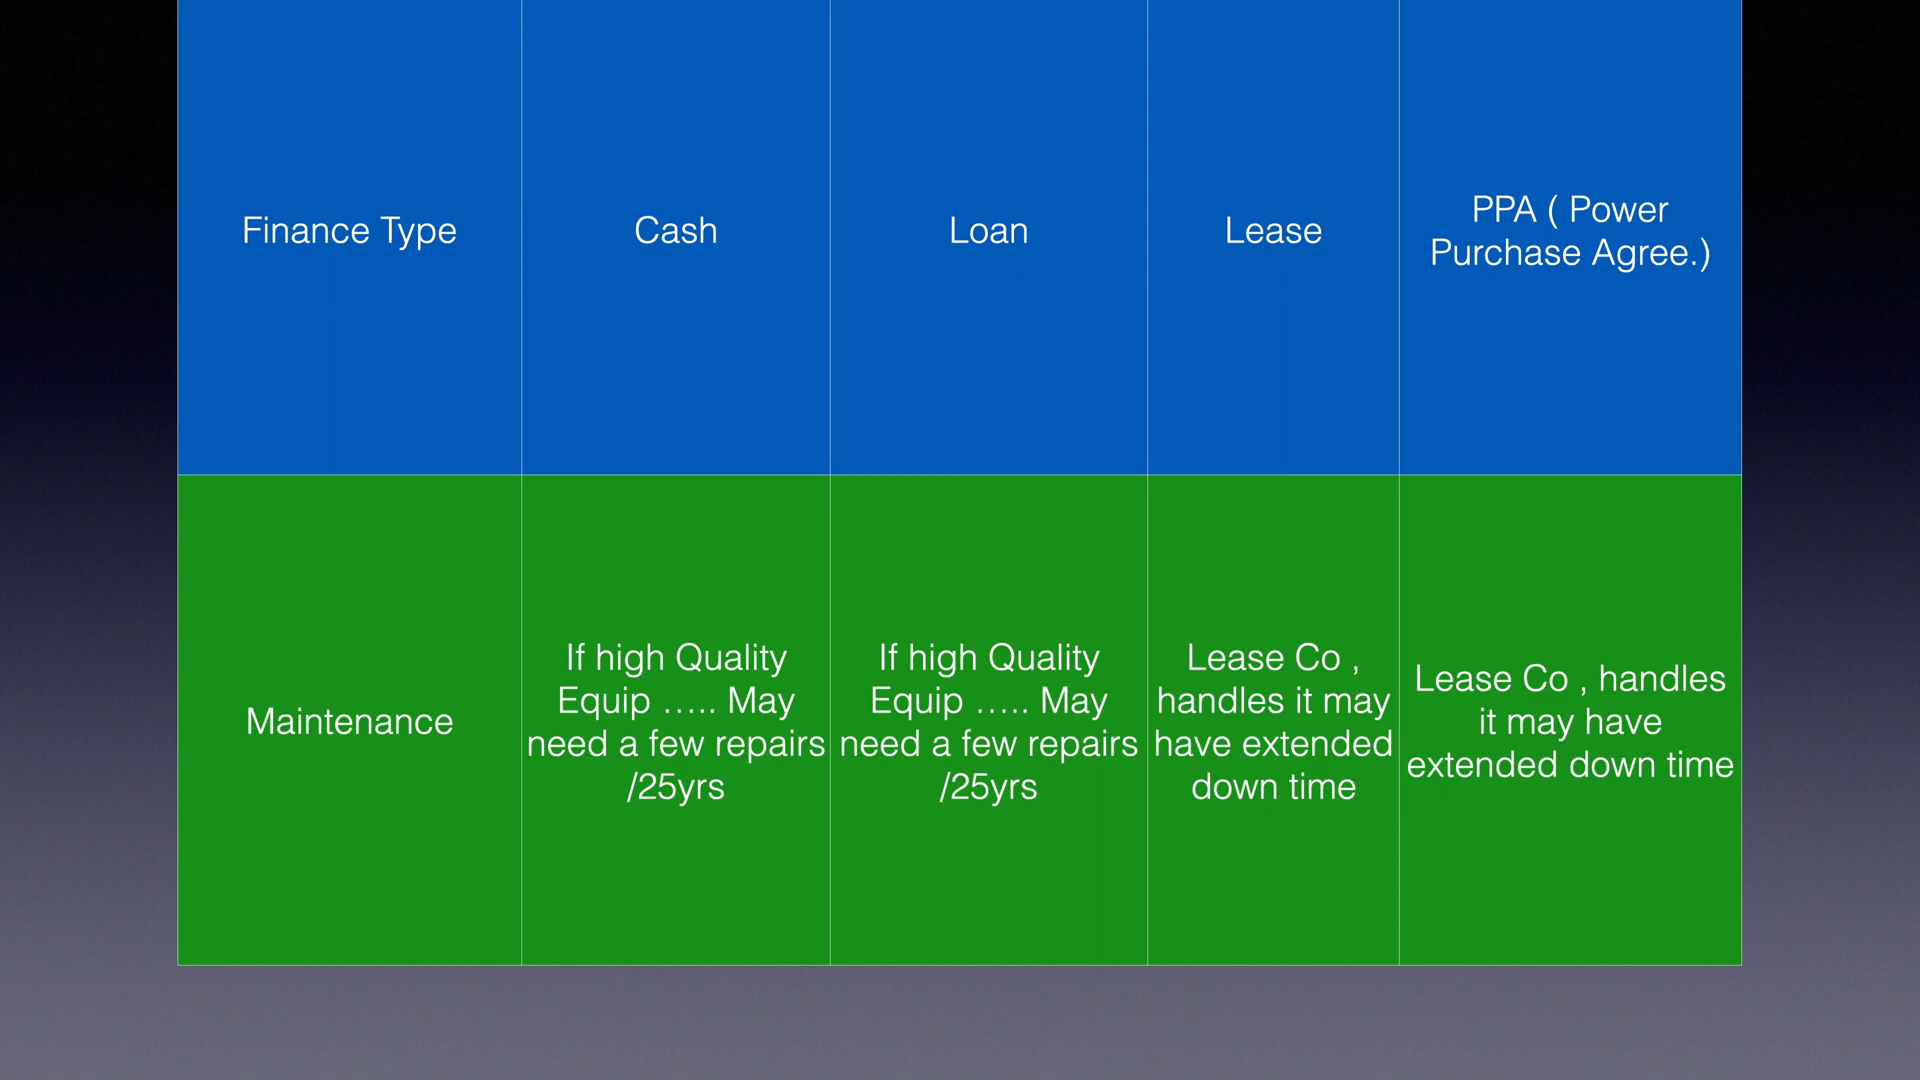 Finance Type
Cash
Loan
Lease
PPA ( Power
Purchase Agree.)
Maintenance
If high Quality
Equip ….. May
need a few repairs
/25yrs
If high Quality
Equip ….. May
need a few repairs
/25yrs
Lease Co ,
handles it may
have extended
down time
Lease Co , handles
it may have
extended down time